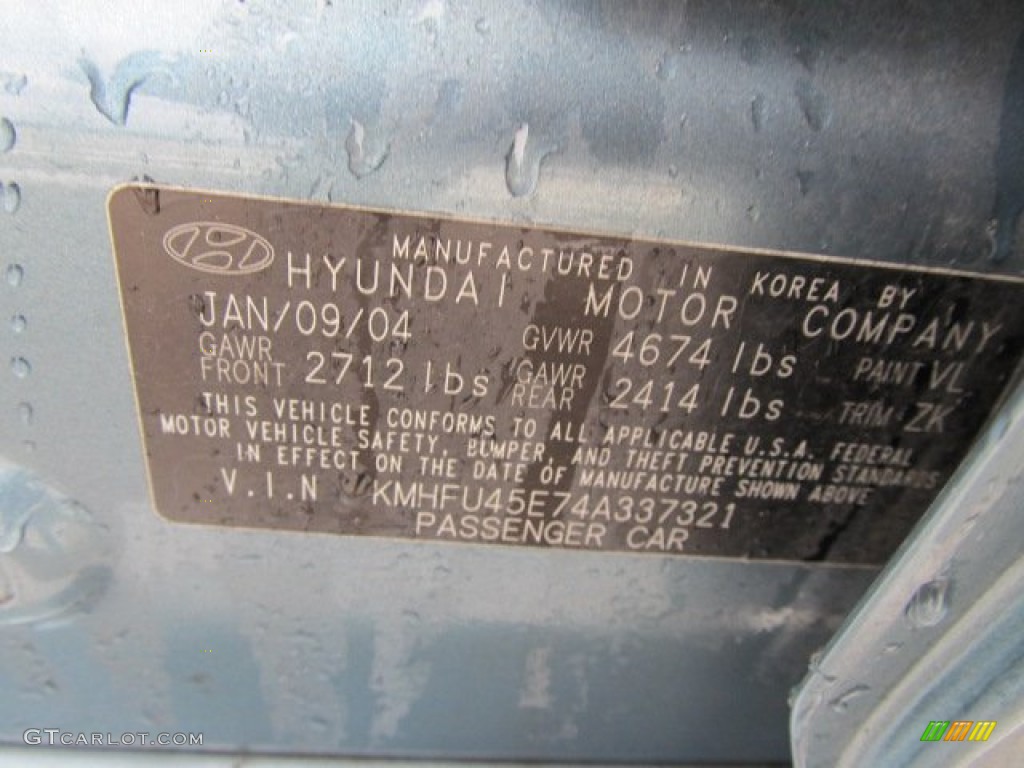 MANUFACTURED IN KOREA BY
HYUNDAI MOTOR COMPANY
JAN/09/04 GVWR 4674 lbs PAINT VL
GAWR FRONT 2712 lbs GAWR REAR 2414 lbs TRIM: ZK
THIS VEHICLE CONFORMS TO ALL APPLICABLE U.S.A. FEDERAL
MOTOR VEHICLE SAFETY, BUMPER, AND THEFT PREVENTION STANDARDS
IN EFFECT ON THE DATE OF MANUFACTURE SHOWN ABOVE
V.I.N KMHFU45E74A337321
PASSENGER CAR
GTCARLOT.COM